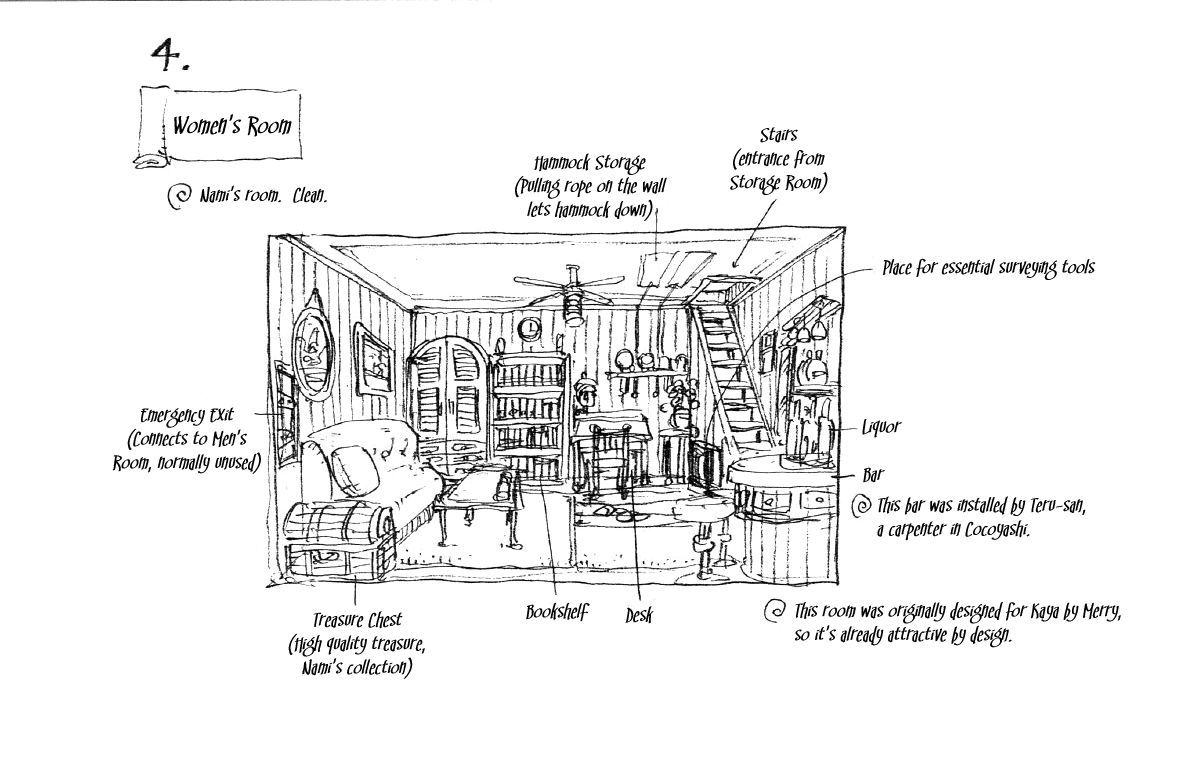 4.
Women's Room
Nami's room. Clean.
Hammock Storage
(Pulling rope on the wall
lets hammock down)
Stairs
(entrance from
Storage Room)
Place for essential surveying tools
Emergency Exit
(Connects to Men's
Room, normally unused)
Liquor
Bar
This bar was installed by Teru-san,
a carpenter in Cocoyashi.
Treasure Chest
(High quality treasure,
Nami's collection)
Bookshelf
Desk
This room was originally designed for Kaya by Merry,
so it's already attractive by design.